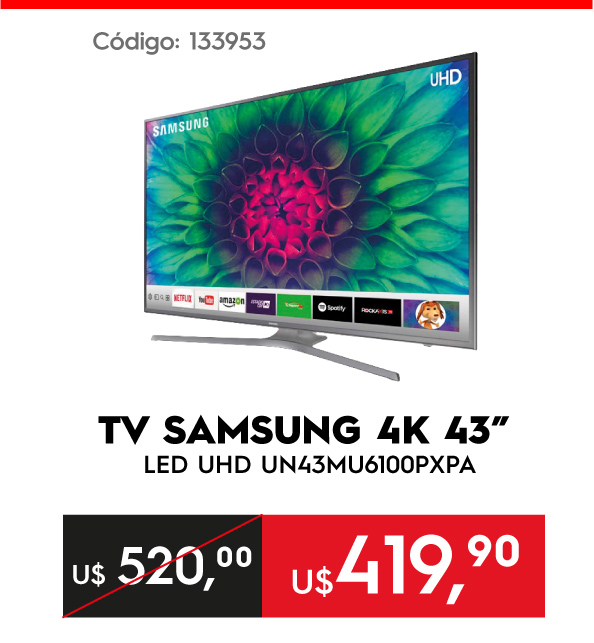 Código: 133953
SAMSUNG
UHD
NETFLIX YouTube amazon Spotify
TV SAMSUNG 4K 43"
LED UHD UN43MU6100PXPA
U$ 520,00
U$ 419,90